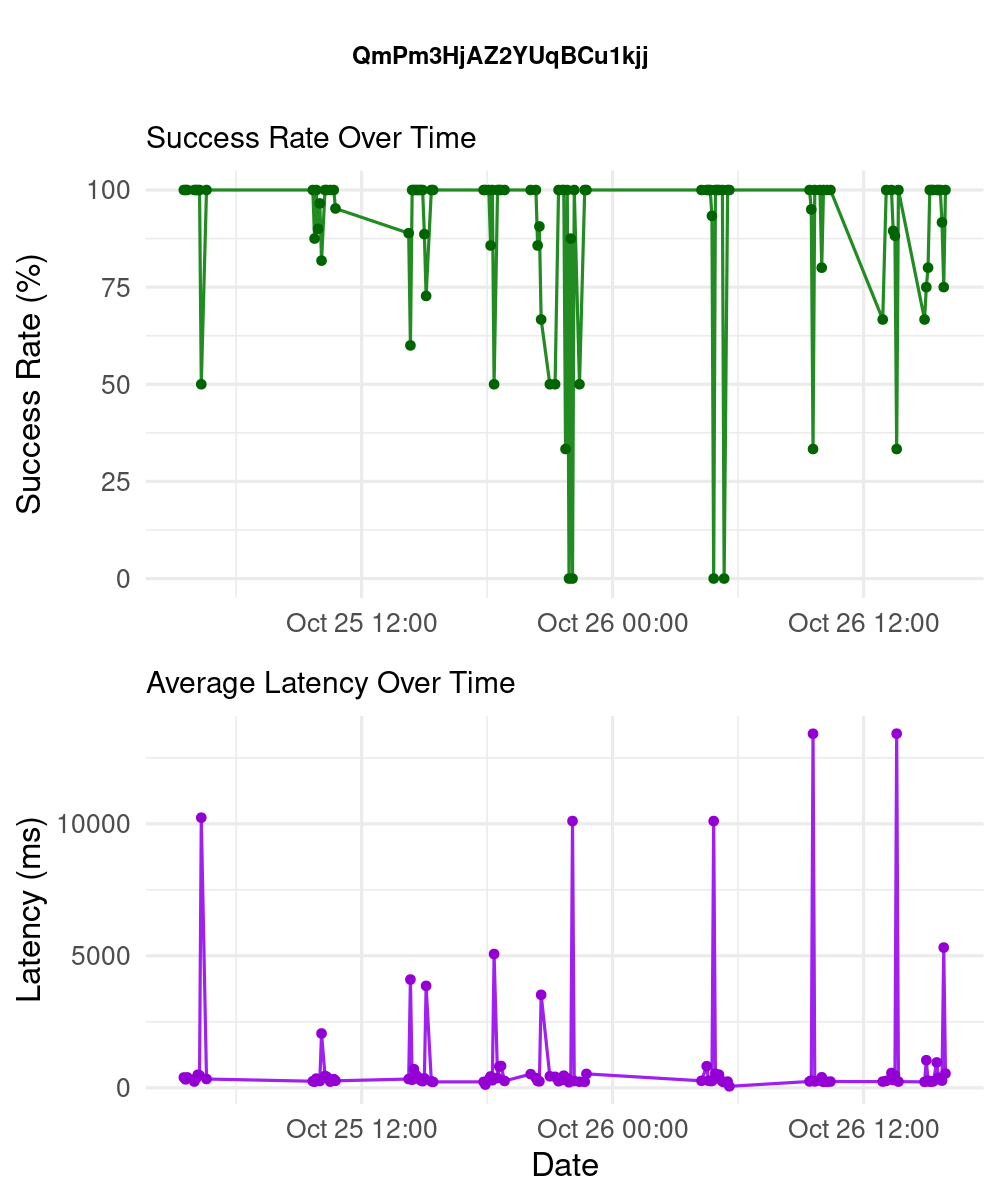 QmPm3HjAZ2YUqBCu1kjj
Success Rate Over Time
Success Rate (%)
100
75
50
25
0
Oct 25 12:00 Oct 26 00:00 Oct 26 12:00
Average Latency Over Time
Latency (ms)
10000
5000
0
Oct 25 12:00 Oct 26 00:00 Oct 26 12:00
Date